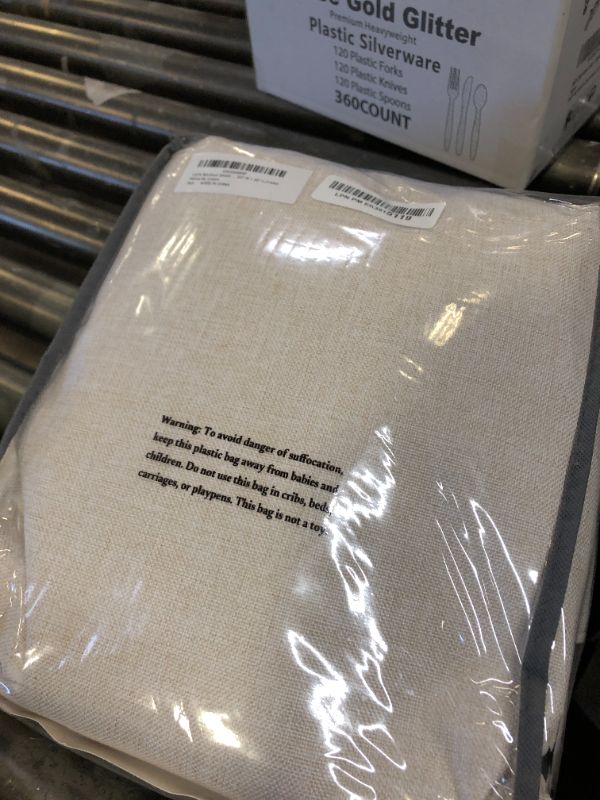 Gold Glitter
Premium Heavyweight
Plastic Silverware
120 Plastic Forks
120 Plastic Knives
120 Plastic Spoons
360COUNT
LPN PM
Warning: To avoid danger of suffocation,
keep this plastic bag away from babies and
children. Do not use this bag in cribs, beds,
carriages, or playpens. This bag is not a toy.